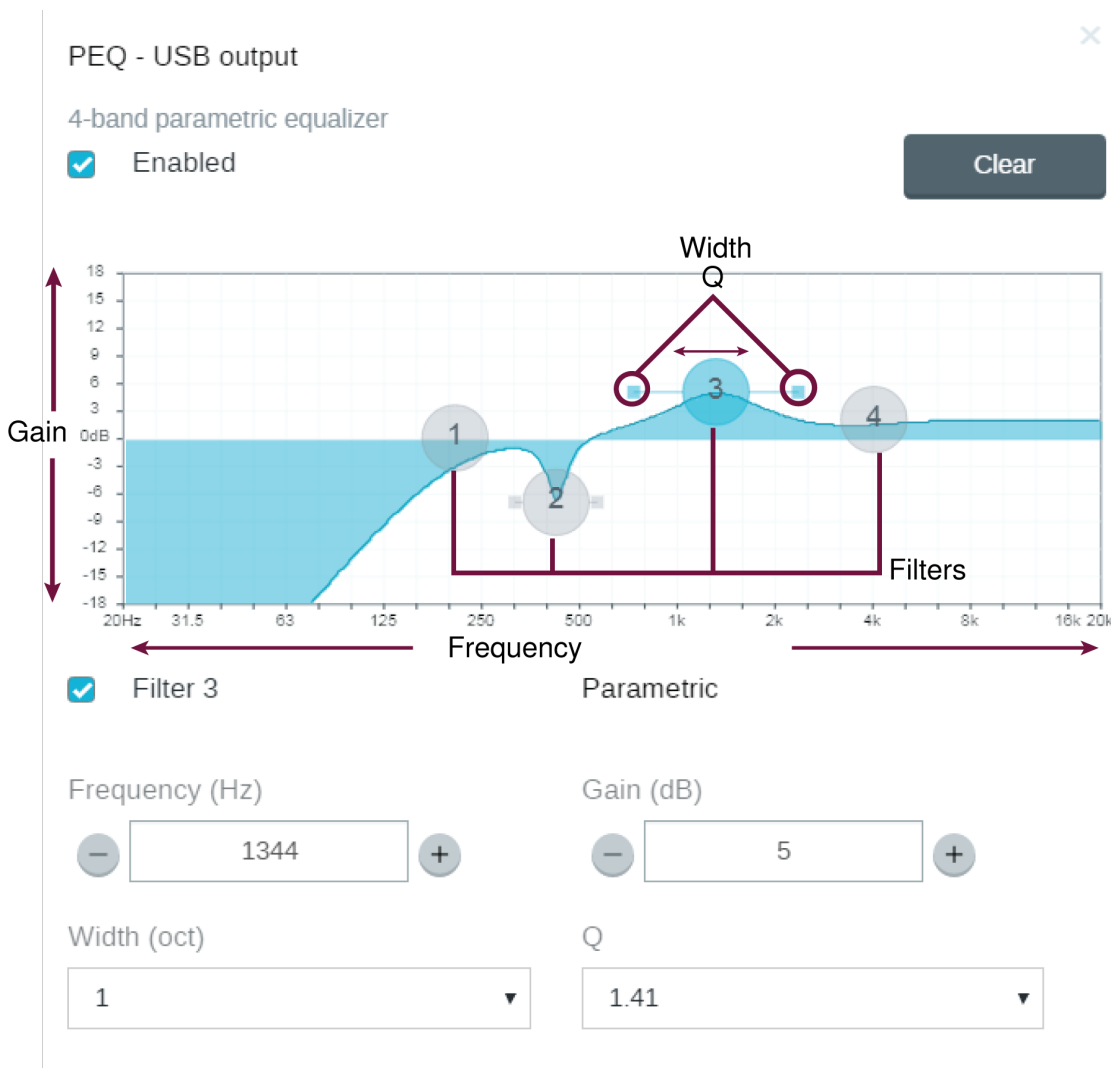 ×
PEQ - USB output
4-band parametric equalizer
Enabled
Clear
Width
Q
Gain
18
15
12
9
6
3
0dB
-3
-6
-9
-12
-15
-18
1
2
3
4
Filters
20Hz 31.5 63 125 250 500 1k 2k 4k 8k 16k 20k
Frequency
Filter 3 Parametric
Frequency (Hz) Gain (dB)
− 1344 + − 5 +
Width (oct) Q
1 1.41